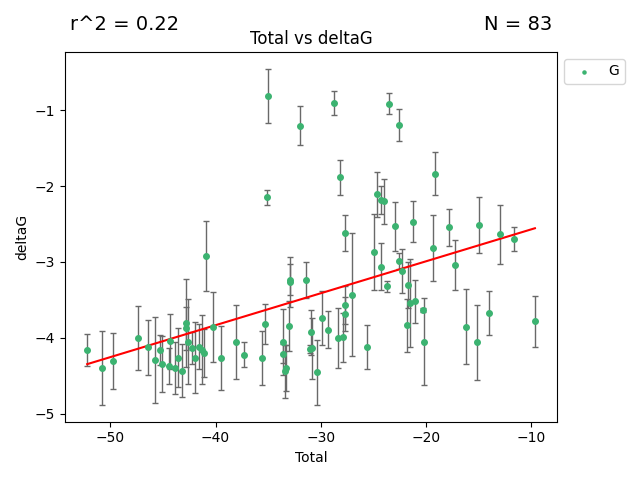 r^2 = 0.22
N = 83
Total vs deltaG
G
deltaG
−1
−2
−3
−4
−5
−50
−40
−30
−20
−10
Total